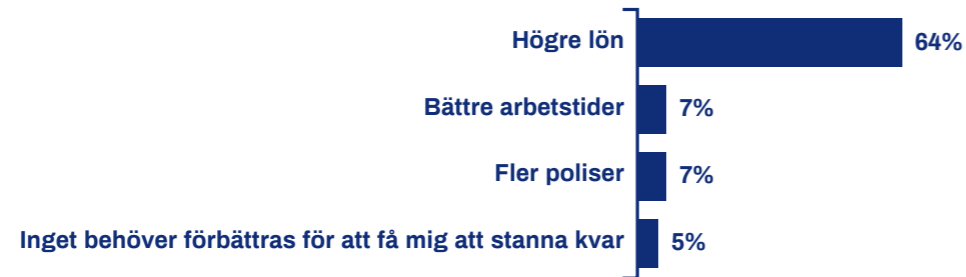 Högre lön 64%
Bättre arbetstider 7%
Fler poliser 7%
Inget behöver förbättras för att få mig att stanna kvar 5%